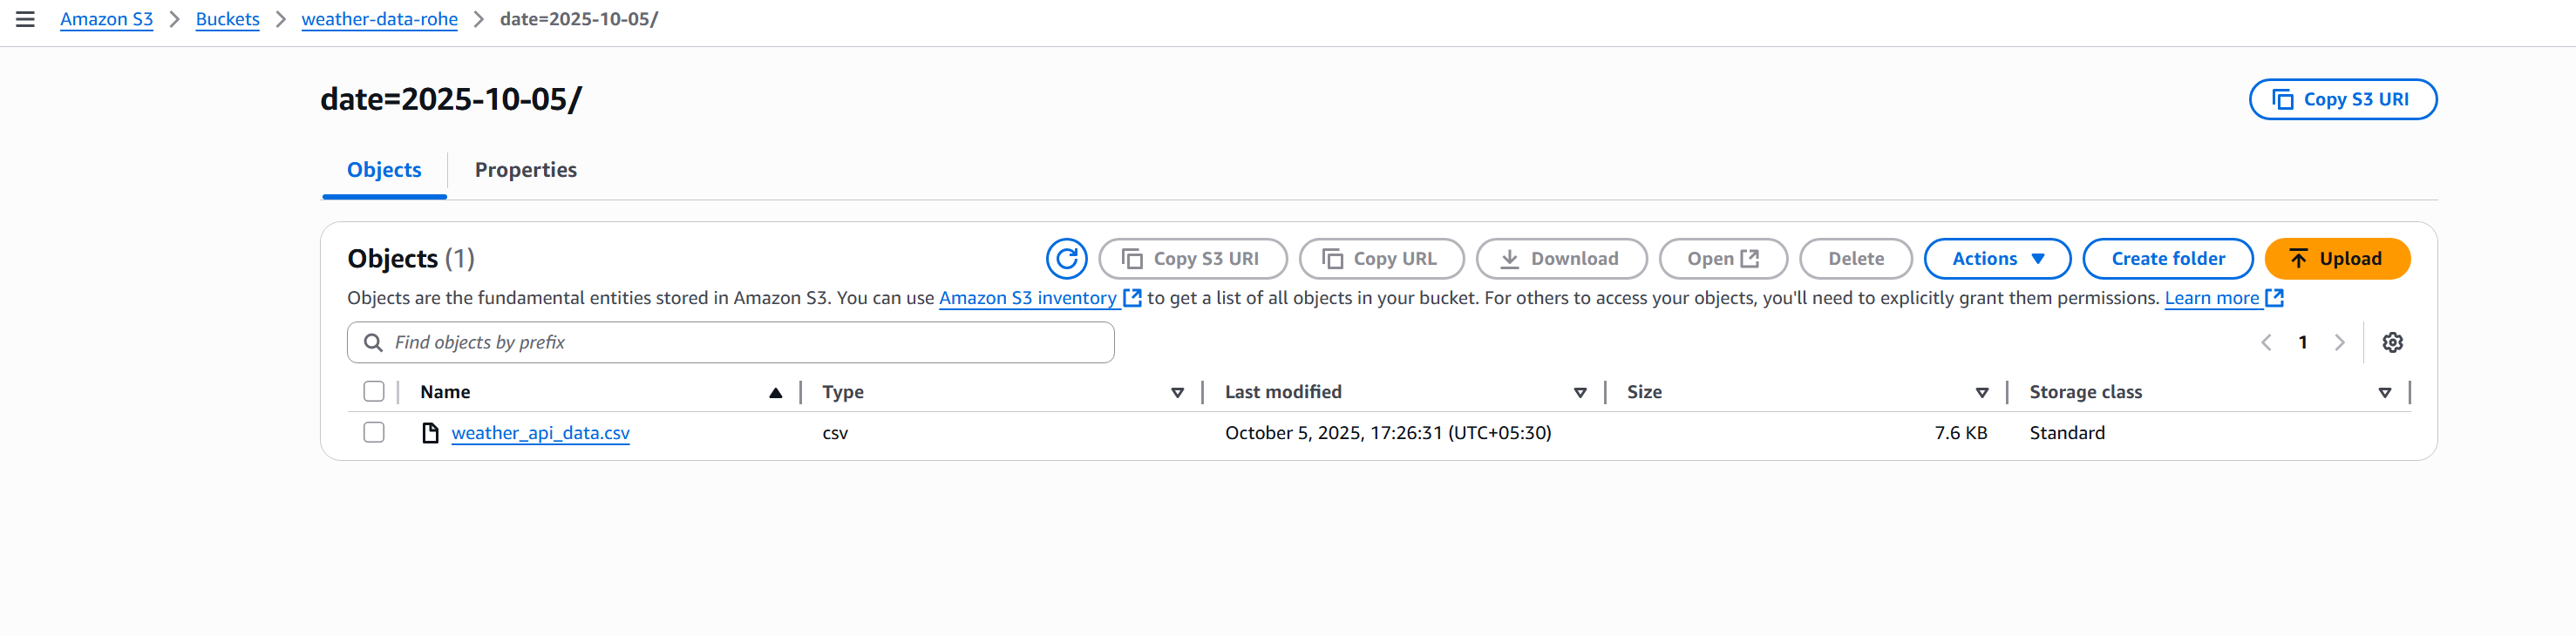 Amazon S3 > Buckets > weather-data-rohe > date=2025-10-05/
date=2025-10-05/
Copy S3 URI
Objects Properties
Objects (1) Copy S3 URI Copy URL Download Open Delete Actions Create folder Upload
Objects are the fundamental entities stored in Amazon S3. You can use Amazon S3 inventory to get a list of all objects in your bucket. For others to access your objects, you'll need to explicitly grant them permissions. Learn more
Find objects by prefix
1
Name Type Last modified Size Storage class
weather_api_data.csv csv October 5, 2025, 17:26:31 (UTC+05:30) 7.6 KB Standard